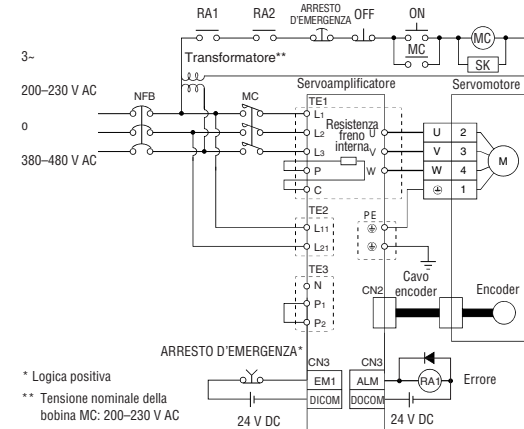 RA1
RA2
ARRESTO
D'EMERGENZA
OFF
ON
MC
MC
SK
3~
200–230 V AC
o
380–480 V AC
Transformatore**
NFB
MC
Servoamplificatore
Servomotore
TE1
L1
L2
L3
P
C
Resistenza
freno
interna
U
V
W
U 2
V 3
W 4
1
M
TE2
L11
L21
PE
TE3
N
P1
P2
CN2
Cavo
encoder
Encoder
ARRESTO D'EMERGENZA*
CN3
CN3
EM1
ALM
DICOM
DOCOM
RA1
Errore
24 V DC
24 V DC
* Logica positiva
** Tensione nominale della
bobina MC: 200–230 V AC